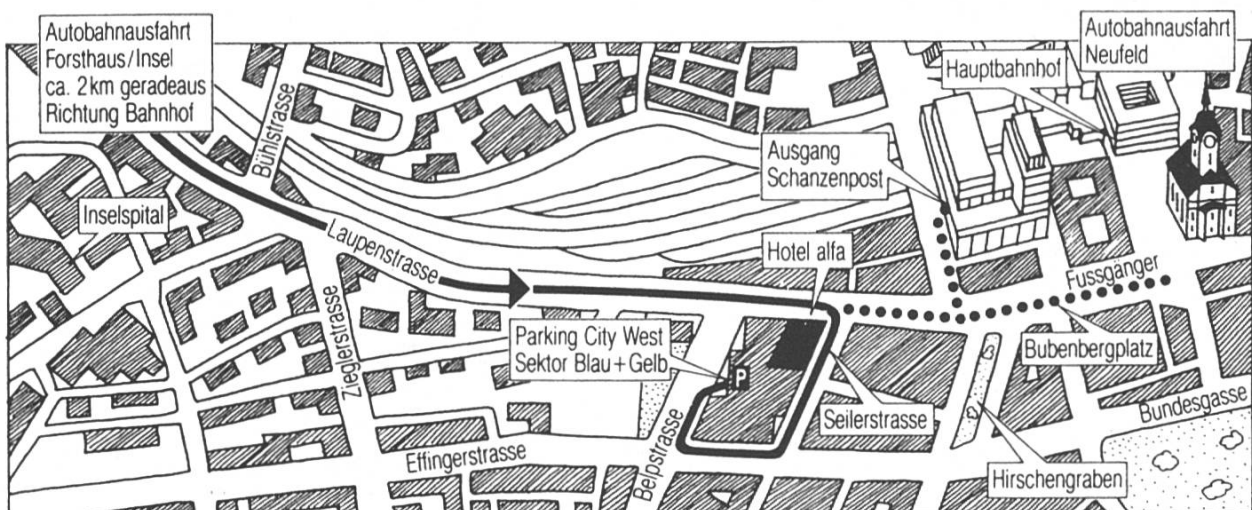 Autobahnausfahrt
Forsthaus/Insel
ca. 2km geradeaus
Richtung Bahnhof
Bühlstrasse
Inselspital
Laupenstrasse
Zieglerstrasse
Effingerstrasse
Belpstrasse
Parking City West
Sektor Blau+Gelb
P
Hotel alfa
Seilerstrasse
Ausgang
Schanzenpost
Hauptbahnhof
Autobahnausfahrt
Neufeld
Fussgänger
Bubenbergplatz
Bundesgasse
Hirschengraben